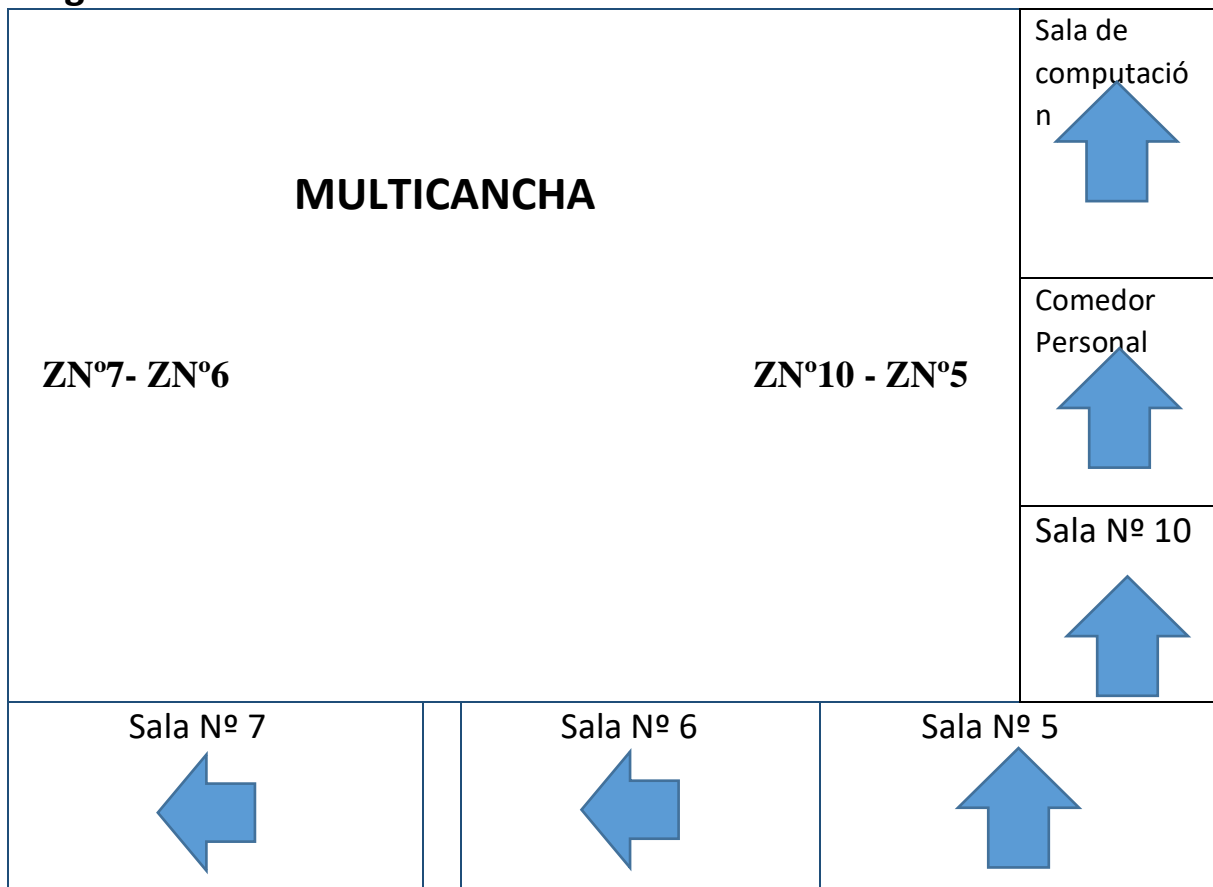 Sala de
computació
n
MULTICANCHA
Comedor
Personal
ZNº7- ZNº6
ZNº10 - ZNº5
Sala Nº 10
Sala Nº 7
Sala Nº 6
Sala Nº 5